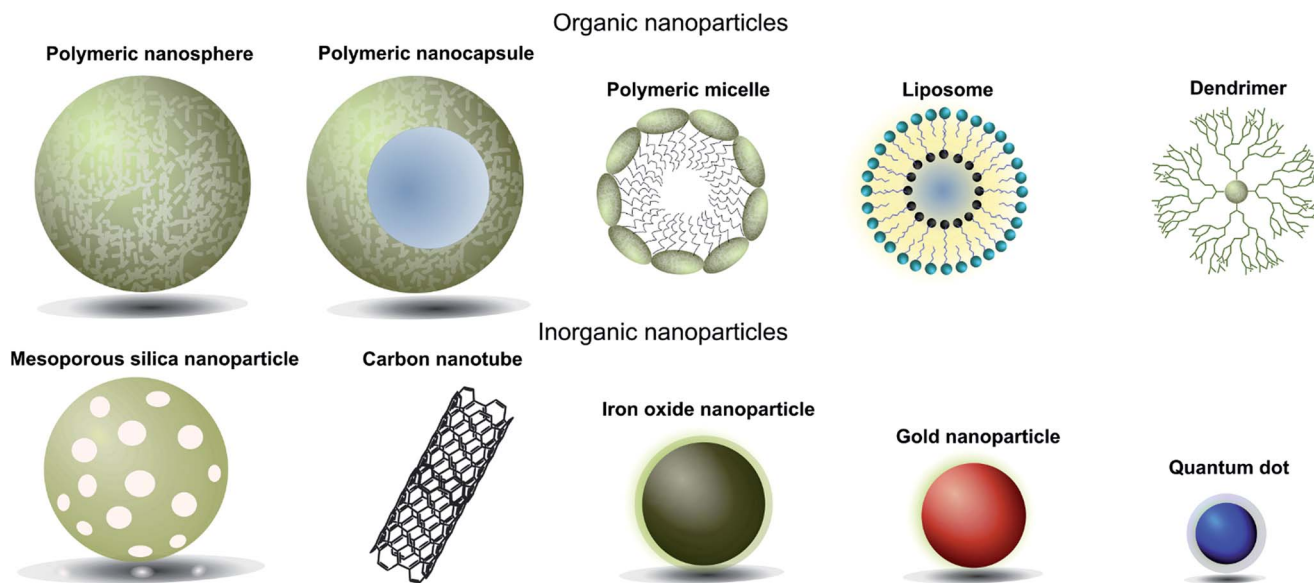 Organic nanoparticles
Polymeric nanosphere
Polymeric nanocapsule
Polymeric micelle
Liposome
Dendrimer
Inorganic nanoparticles
Mesoporous silica nanoparticle
Carbon nanotube
Iron oxide nanoparticle
Gold nanoparticle
Quantum dot